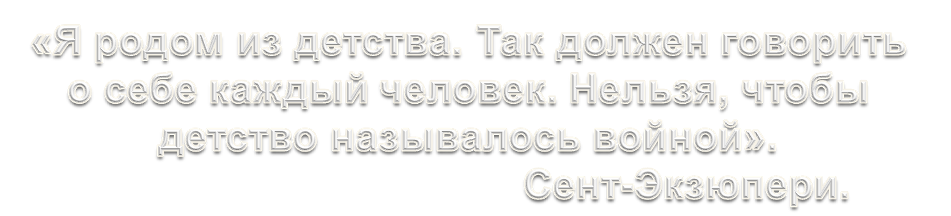 «Я родом из детства. Так должен говорить
о себе каждый человек. Нельзя, чтобы
детство называлось войной».
Сент-Экзюпери.